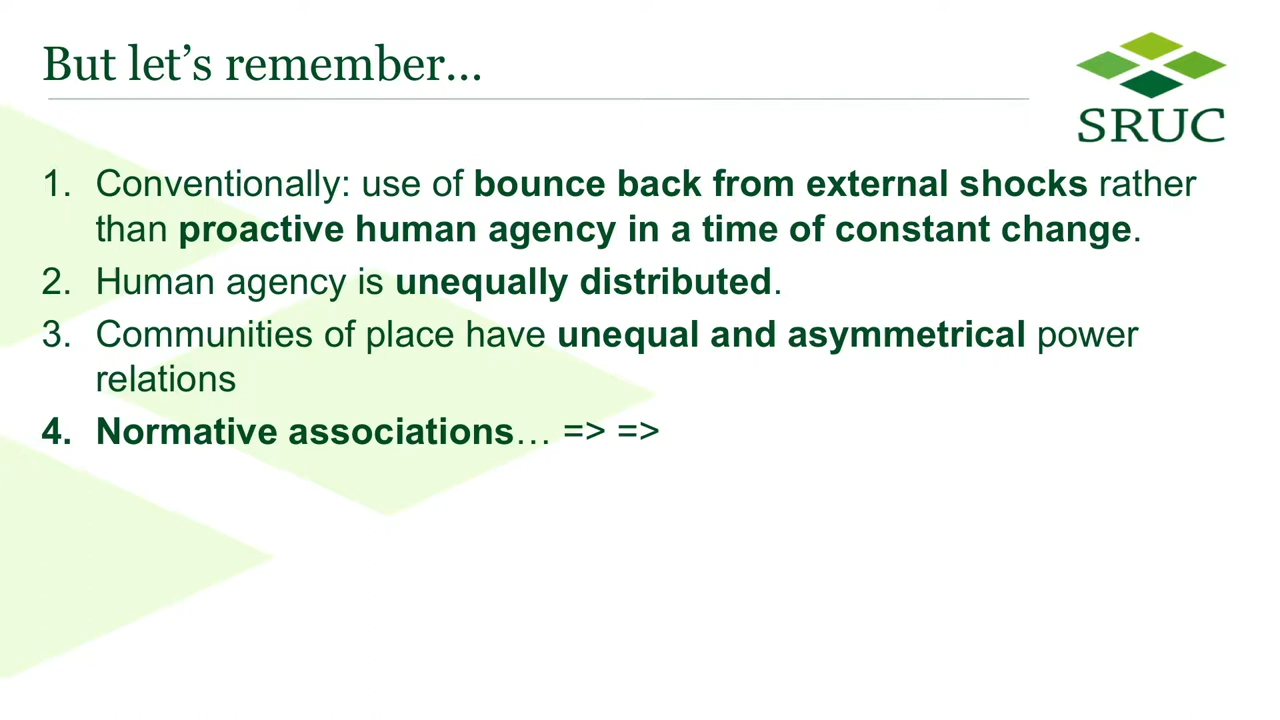 But let’s remember…
SRUC
1. Conventionally: use of bounce back from external shocks rather
than proactive human agency in a time of constant change.
2. Human agency is unequally distributed.
3. Communities of place have unequal and asymmetrical power
relations
4. Normative associations… => =>